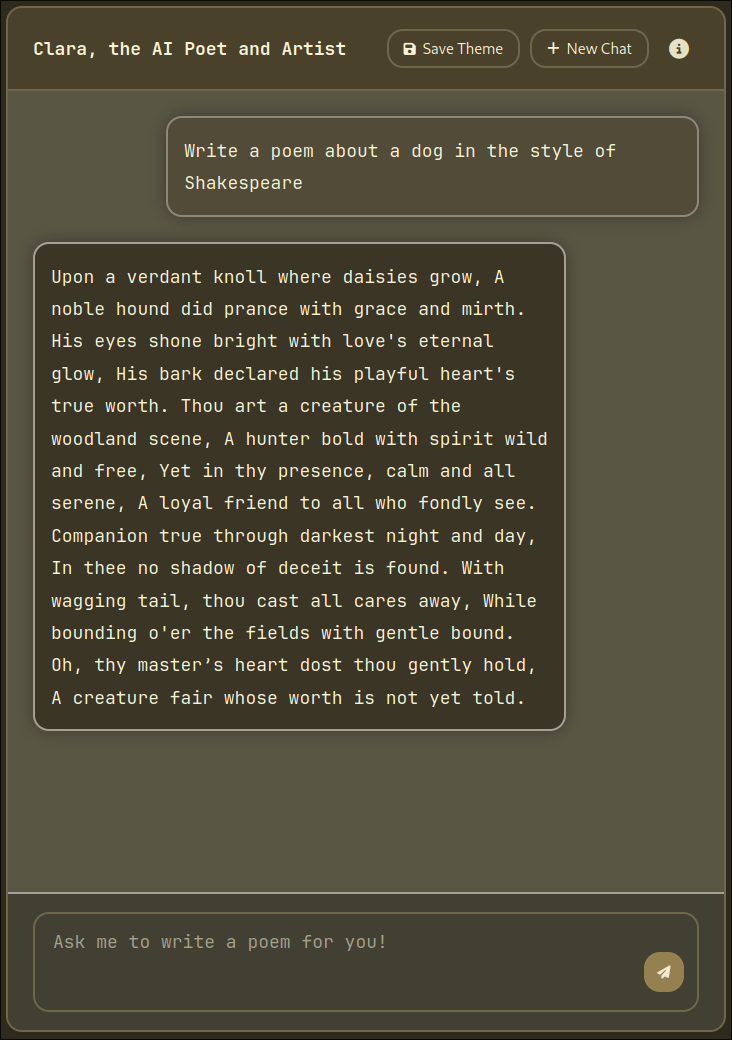 Clara, the AI Poet and Artist
Save Theme
New Chat
Write a poem about a dog in the style of
Shakespeare
Upon a verdant knoll where daisies grow, A
noble hound did prance with grace and mirth.
His eyes shone bright with love's eternal
glow, His bark declared his playful heart's
true worth. Thou art a creature of the
woodland scene, A hunter bold with spirit wild
and free, Yet in thy presence, calm and all
serene, A loyal friend to all who fondly see.
Companion true through darkest night and day,
In thee no shadow of deceit is found. With
wagging tail, thou cast all cares away, While
bounding o'er the fields with gentle bound.
Oh, thy master’s heart dost thou gently hold,
A creature fair whose worth is not yet told.
Ask me to write a poem for you!